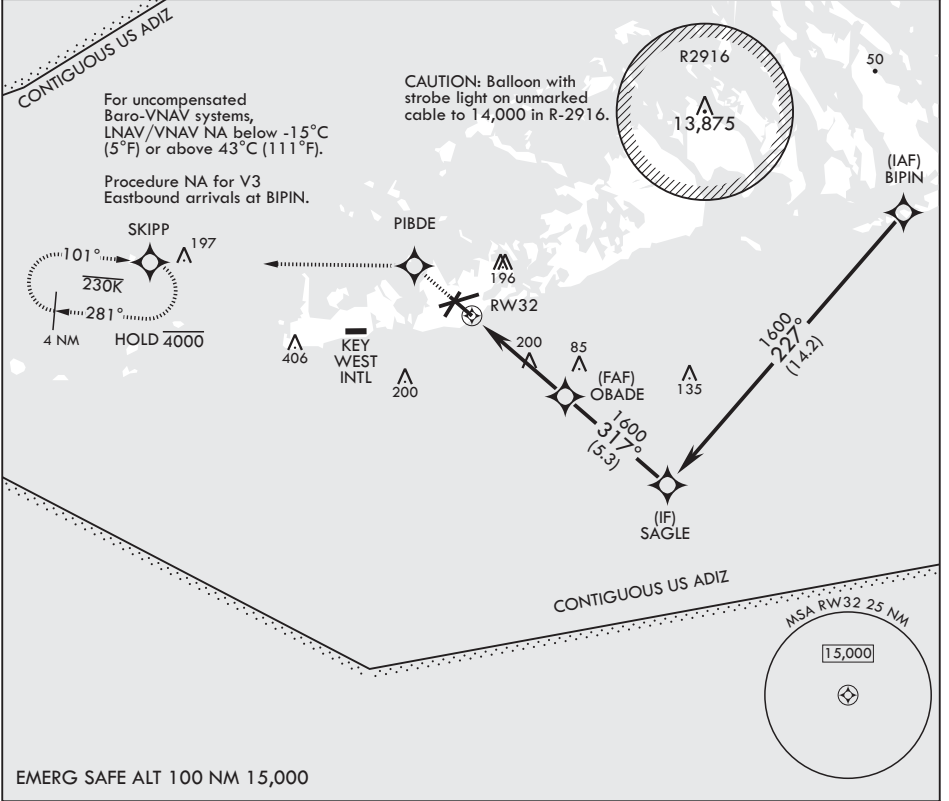 CONTIGUOUS US ADIZ
For uncompensated
Baro-VNAV systems,
LNAV/VNAV NA below -15°C
(5°F) or above 43°C (111°F).
Procedure NA for V3
Eastbound arrivals at BIPIN.
CAUTION: Balloon with
strobe light on unmarked
cable to 14,000 in R-2916.
R2916
13,875
50
(IAF)
BIPIN
SKIPP
197
101°
230K
281°
4 NM
HOLD 4000
PIBDE
196
RW32
406
KEY
WEST
INTL
200
200
85
(FAF)
OBADE
135
1600
227°
(14.2)
1600
317°
(5.3)
(IF)
SAGLE
CONTIGUOUS US ADIZ
MSA RW32 25 NM
15,000
EMERG SAFE ALT 100 NM 15,000